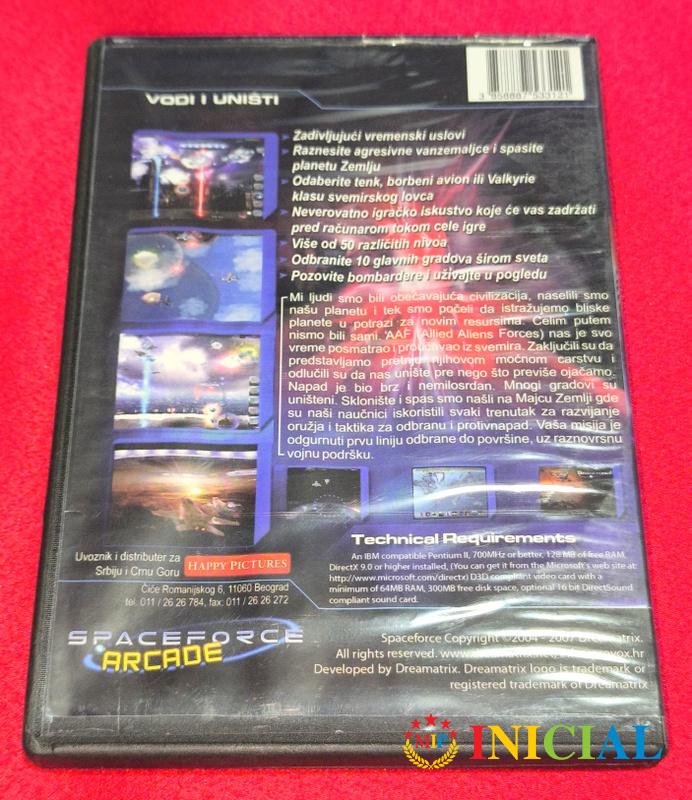 VODI I UNIŠTI
3 858887 533121
Zadivljujući vremenski uslovi
Raznesite agresivne vanzemaljce i spasite
planetu Zemlju
Odaberite tenk, borbeni avion ili Valkyrie
klasu svemirskog lovca
Neverovatno igračko iskustvo koje će vas zadržati
pred računarom tokom cele igre
Više od 50 različitih nivoa
Odbranite 10 glavnih gradova širom sveta
Pozovite bombardere i uživajte u pogledu
Mi ljudi smo bili obećavajuća civilizacija, naselili smo
našu planetu i tek smo počeli da istražujemo bliske
planete u potrazi za novim resursima. Celim putem
nismo bili sami. AAF (Allied Aliens Forces) nas je svo
vreme posmatrao i proučavao iz svemira. Zaključili su da
predstavljamo pretnju njihovom moćnom carstvu i
odlučili su da nas unište pre nego što previše ojačamo.
Napad je bio brz i nemilosrdan. Mnogi gradovi su
uništeni. Sklonište i spas smo našli na Majcu Zemlji gde
su naši naučnici iskoristili svaki trenutak za razvijanje
oružja i taktika za odbranu i protivnapad. Vaša misija je
odgurnuti prvu liniju odbrane do površine, uz raznovrsnu
vojnu podršku.
Technical Requirements
An IBM compatible Pentium II, 700MHz or better, 128 MB of free RAM,
DirectX 9.0 or higher installed, (You can get it from the Microsoft's web site at:
http://www.microsoft.com/directx) D3D compliant video card with a
minimum of 64MB RAM, 300MB free disk space, optional 16 bit DirectSound
compliant sound card.
Uvoznik i distributer za
Srbiju i Crnu Goru
HAPPY PICTURES
Čiče Romanijskog 6, 11060 Beograd
tel. 011 / 26 26 784, fax: 011 / 26 26 272
SPACEFORCE
ARCADE
Spaceforce Copyright ©2004 - 2007 Dreamatrix.
All rights reserved. www.dreamatrix.net,
Developed by Dreamatrix. Dreamatrix logo is trademark or
registered trademark of Dreamatrix
MIP INICIAL